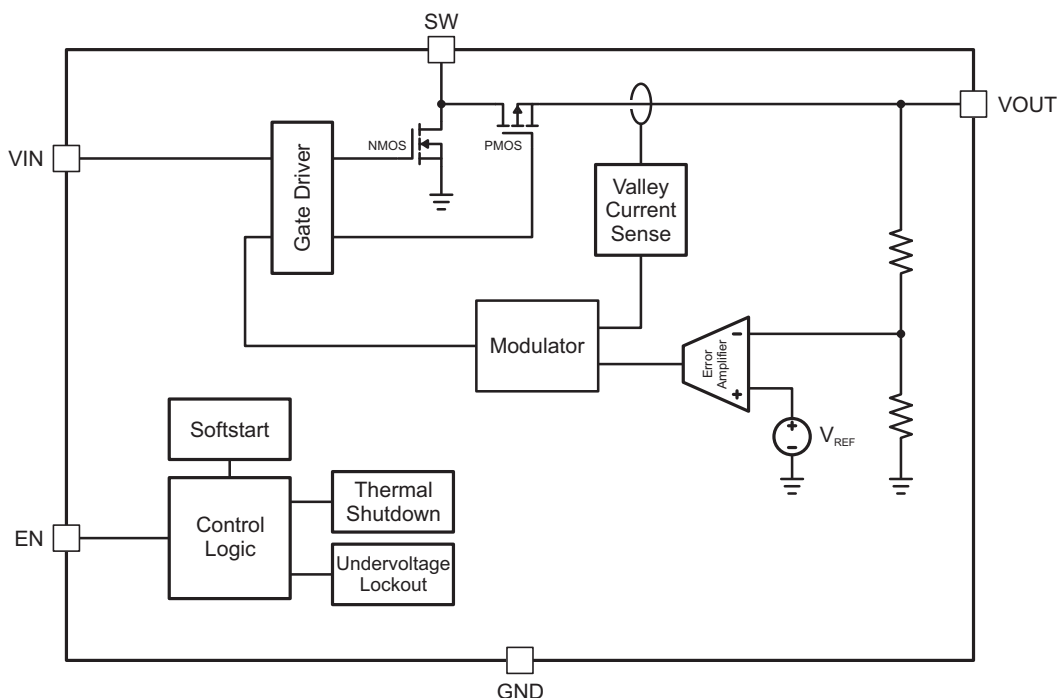 SW
VOUT
VIN
Gate Driver
NMOS
PMOS
Valley
Current
Sense
Modulator
Error
Amplifier
-
+
+
-
VREF
Softstart
Control
Logic
Thermal
Shutdown
Undervoltage
Lockout
EN
GND